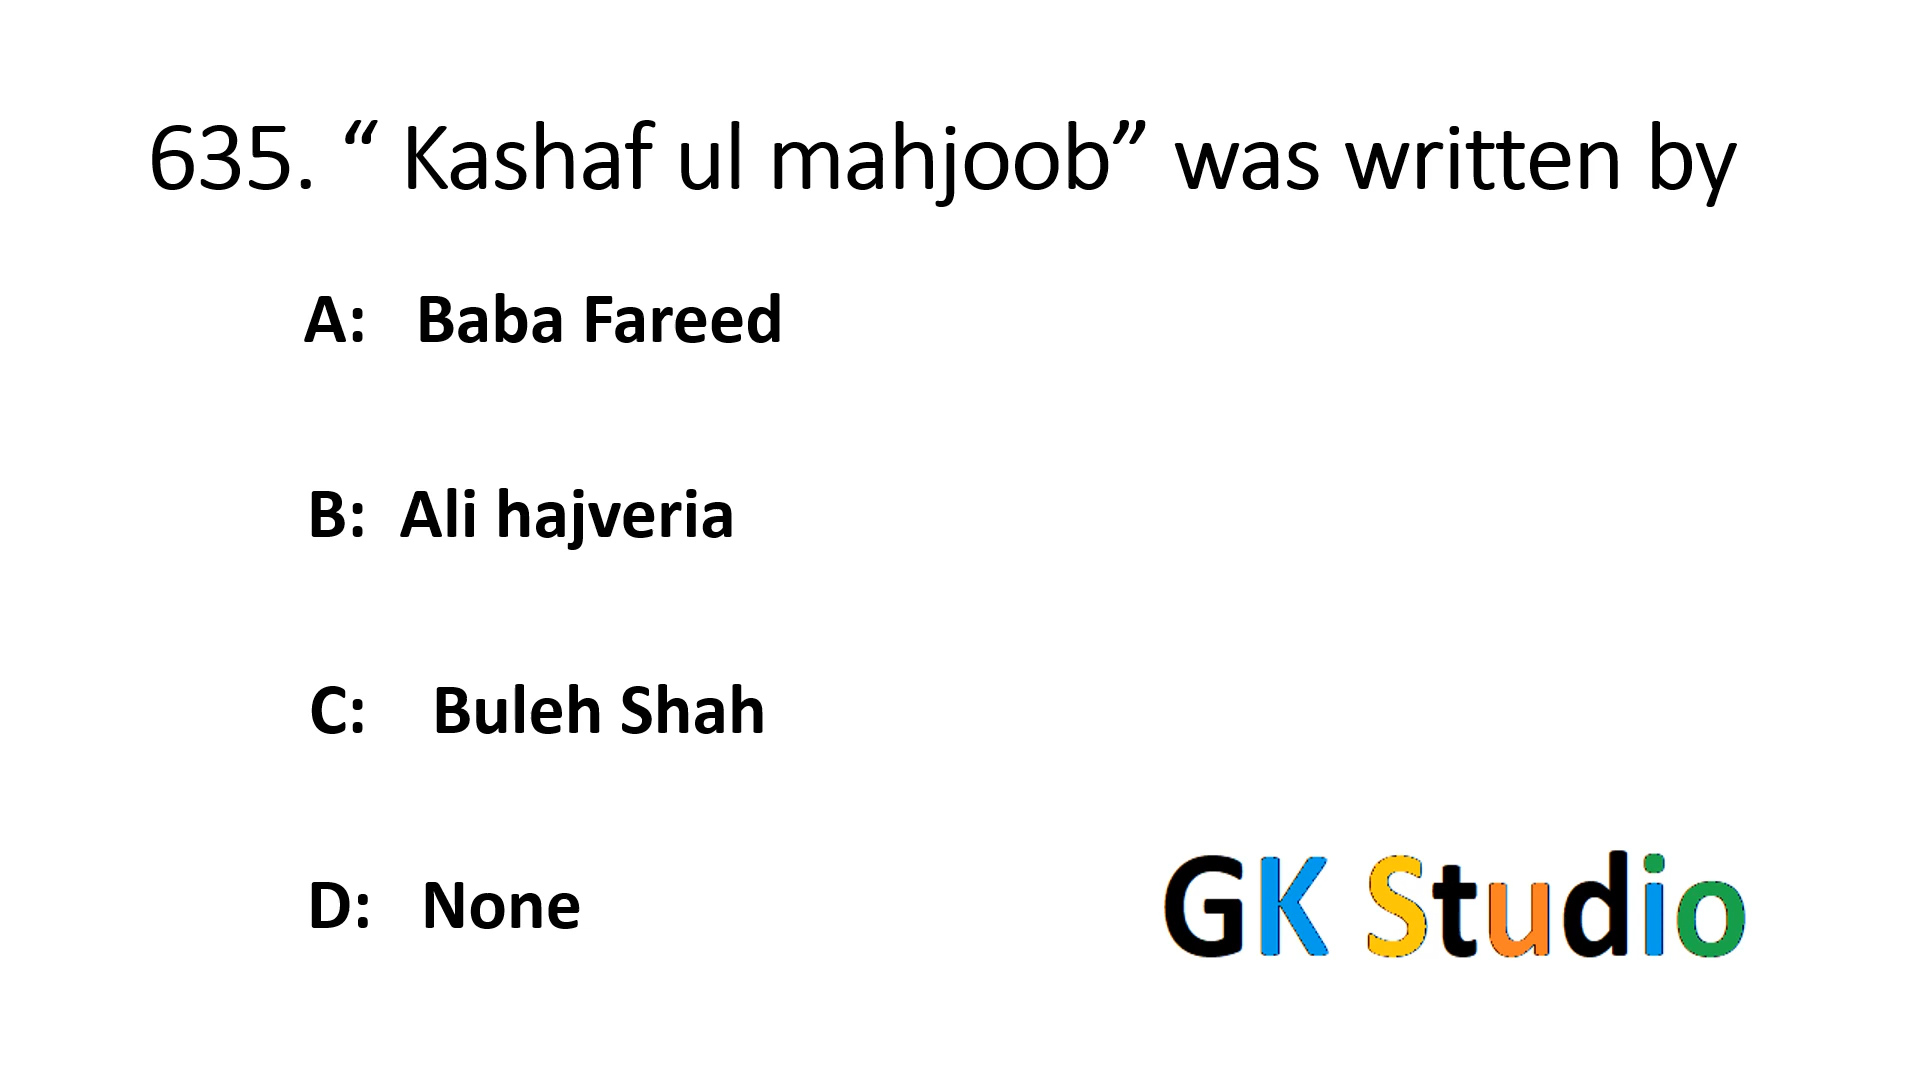 635. “ Kashaf ul mahjoob” was written by
A: Baba Fareed
B: Ali hajveria
C: Buleh Shah
D: None
GK Studio